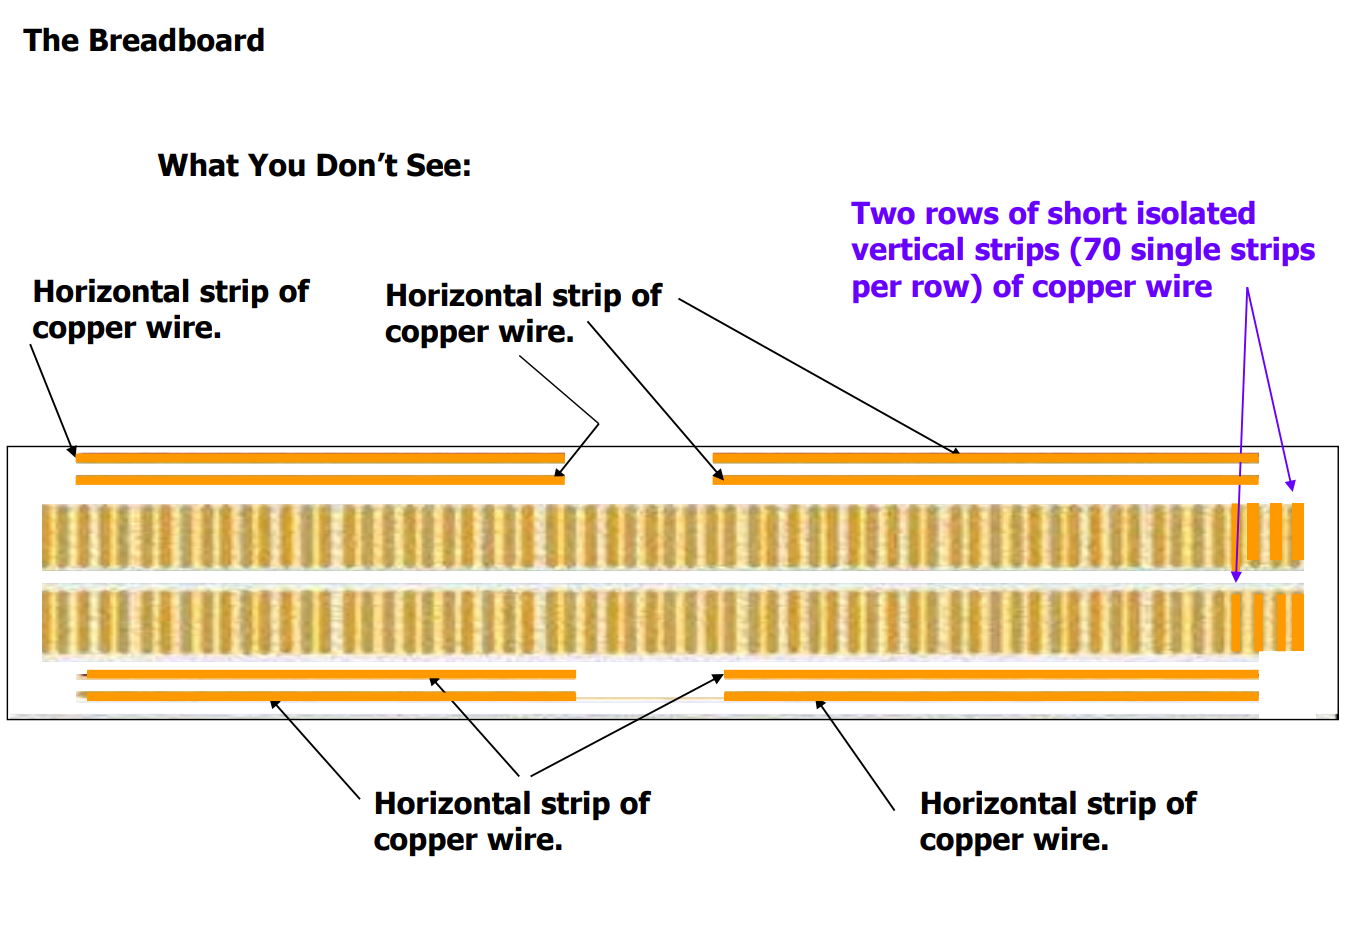 The Breadboard
What You Don’t See:
Two rows of short isolated
vertical strips (70 single strips
per row) of copper wire
Horizontal strip of
copper wire.
Horizontal strip of
copper wire.
Horizontal strip of
copper wire.
Horizontal strip of
copper wire.